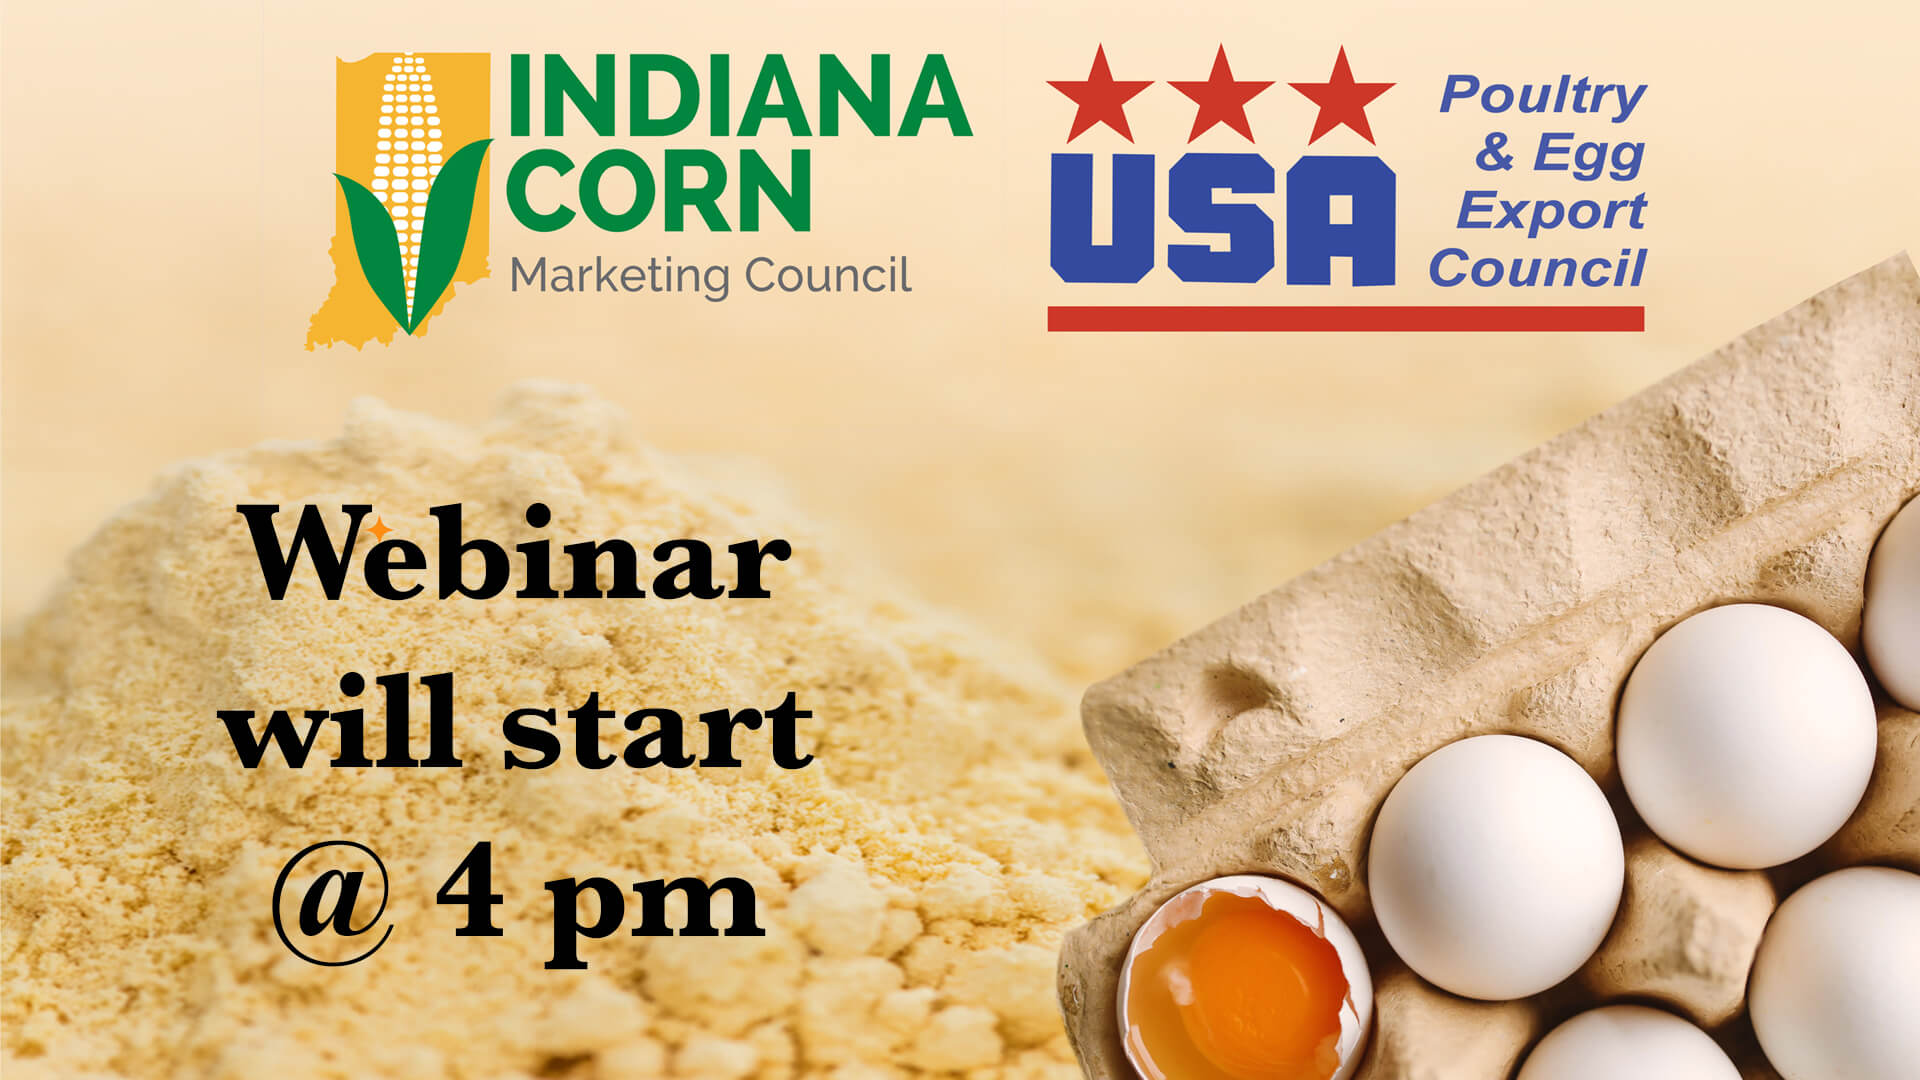 INDIANA
CORN
Marketing Council
USA
Poultry
& Egg
Export
Council
Webinar
will start
@ 4 pm